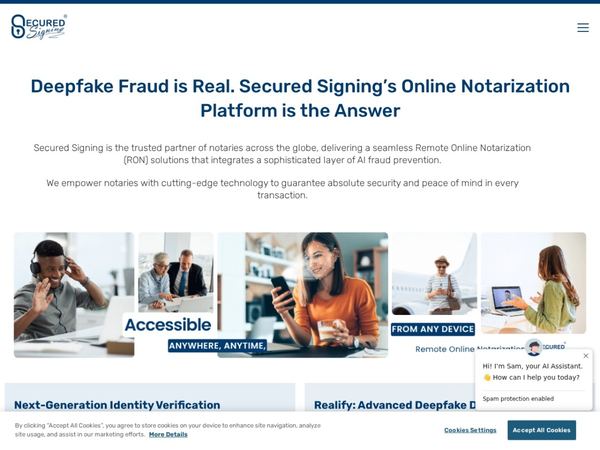 SECURED
Signing
Deepfake Fraud is Real. Secured Signing's Online Notarization
Platform is the Answer
Secured Signing is the trusted partner of notaries across the globe, delivering a seamless Remote Online Notarization
(RON) solutions that integrates a sophisticated layer of AI fraud prevention.
We empower notaries with cutting-edge technology to guarantee absolute security and peace of mind in every
transaction.
Accessible
ANYWHERE, ANYTIME,
FROM ANY DEVICE
Remote Online Notarization
Hi! I'm Sam, your AI Assistant.
👋 How can I help you today?
Spam protection enabled
Next-Generation Identity Verification
Realify: Advanced Deepfake
By clicking "Accept All Cookies", you agree to store cookies on your device to enhance site navigation, analyze
site usage, and assist in our marketing efforts. More Details
Cookies Settings
Accept All Cookies